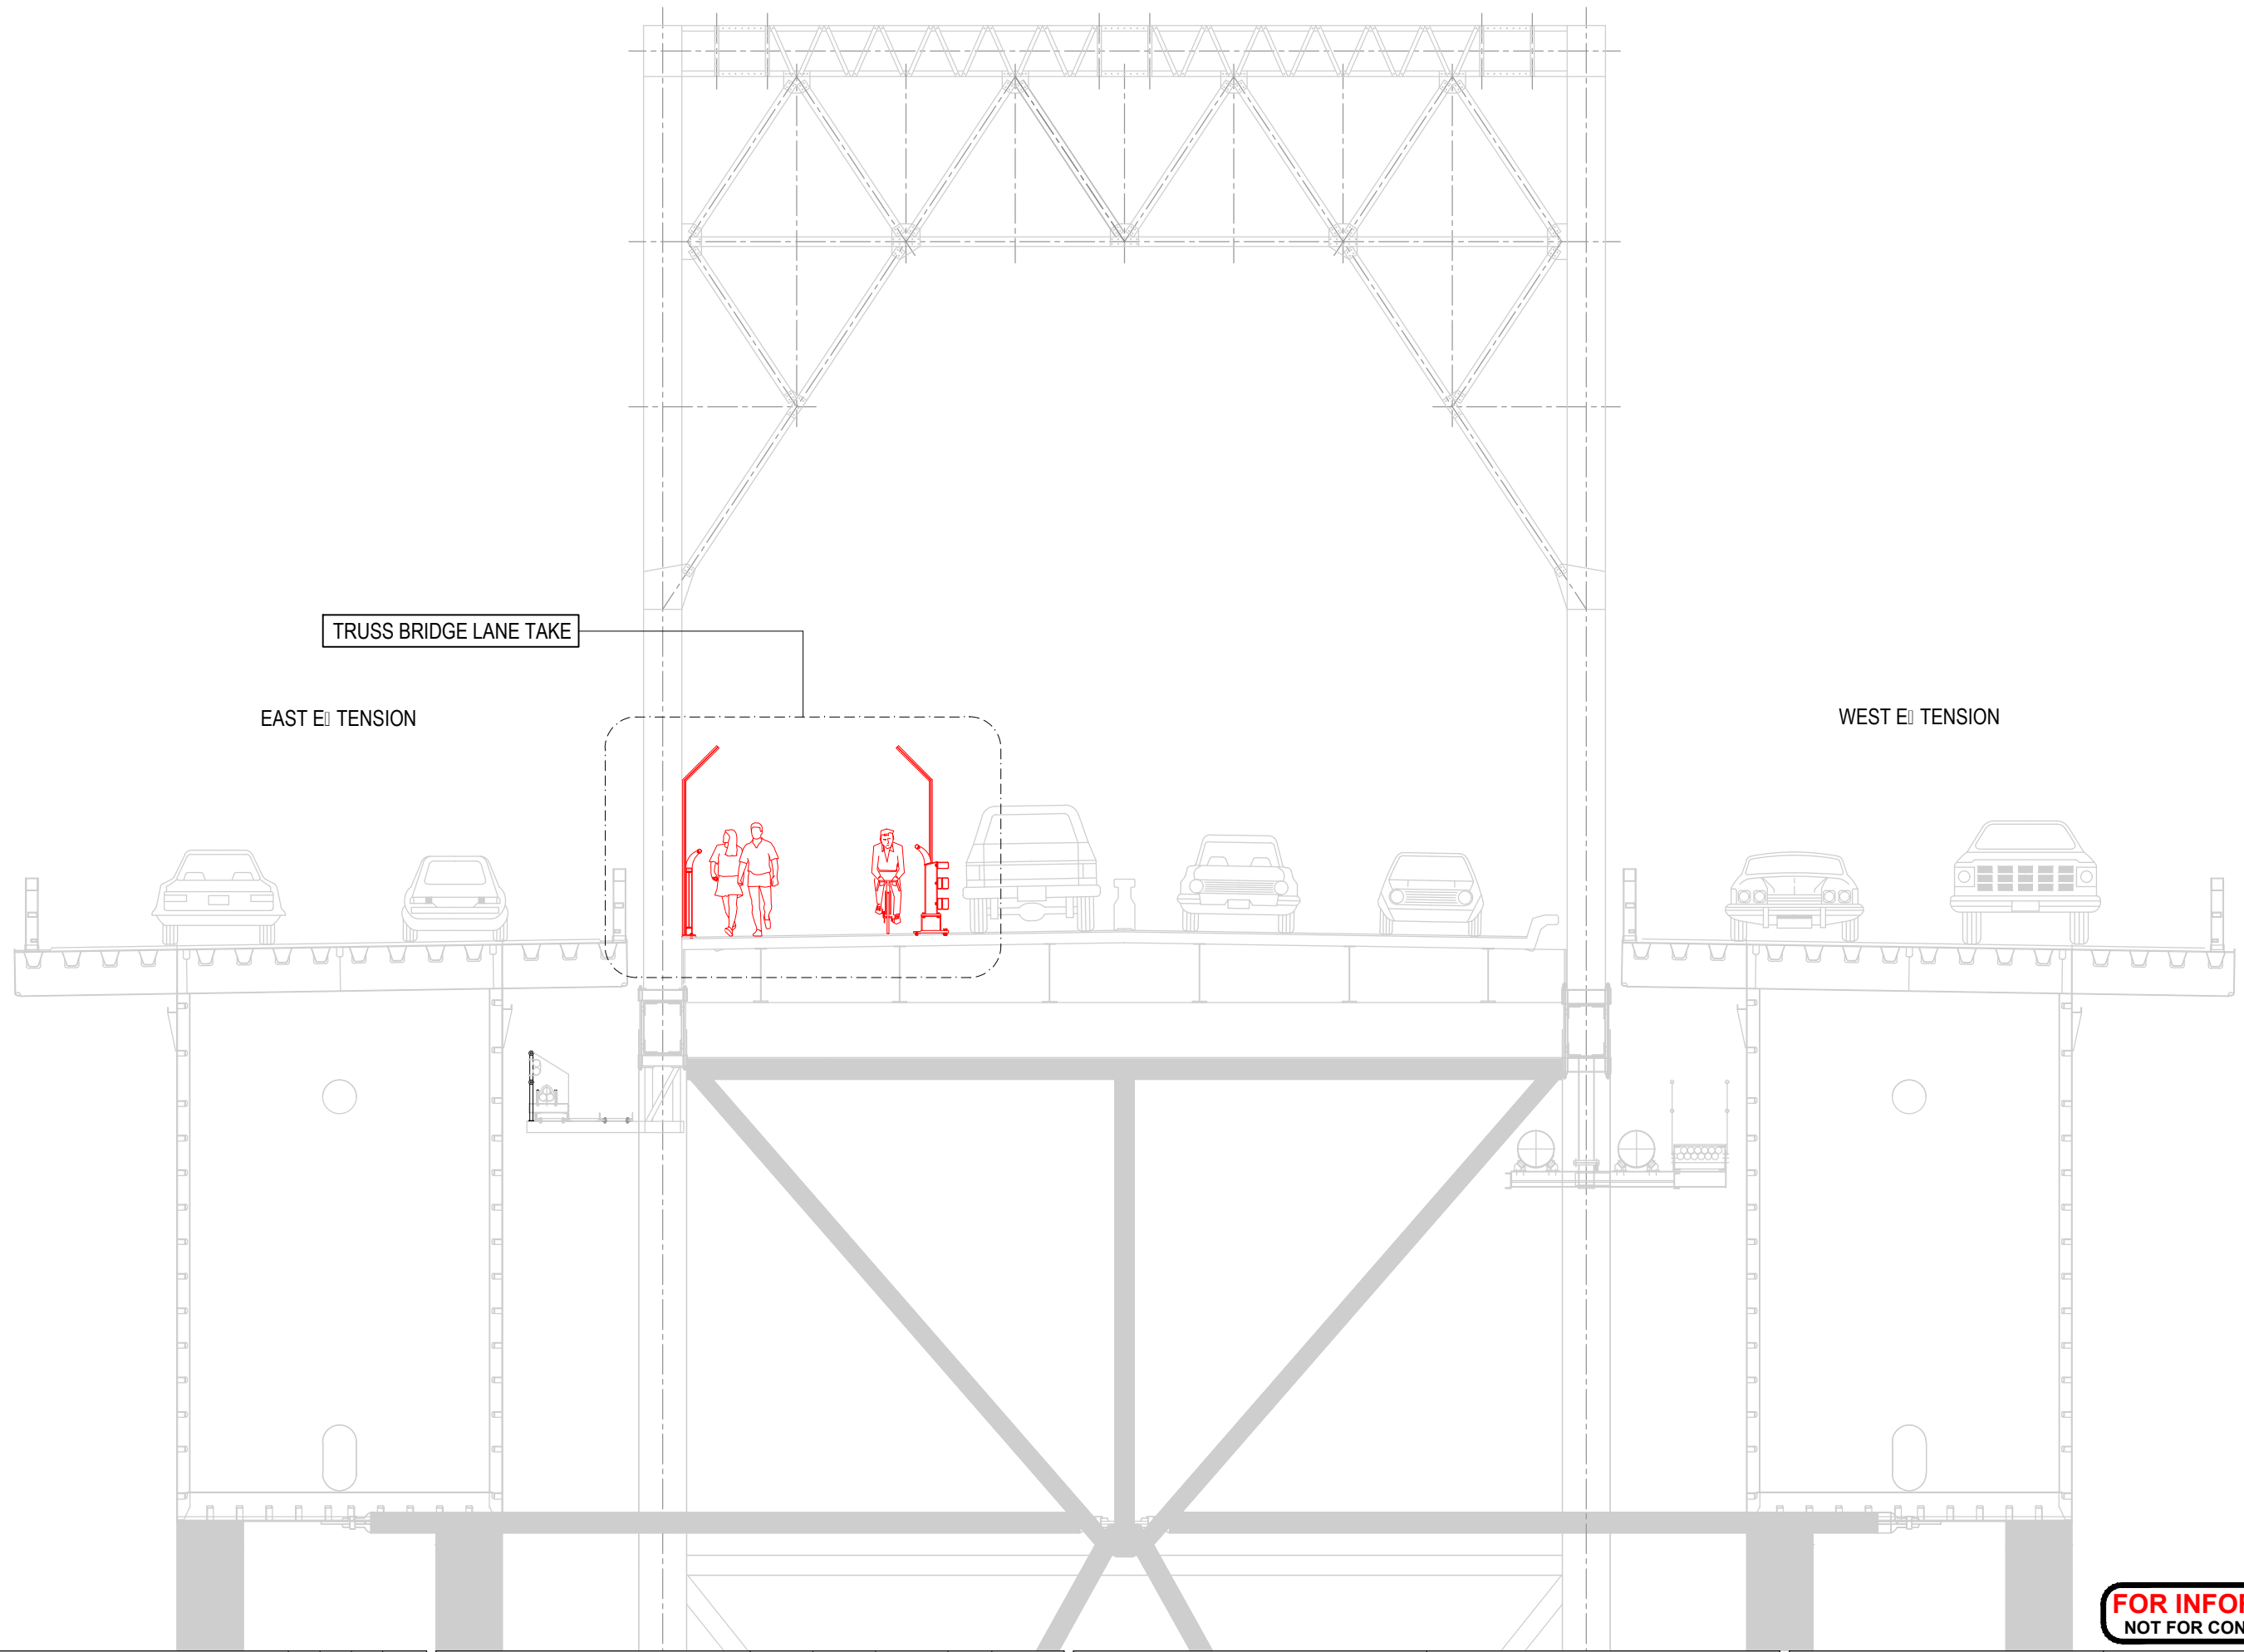 TRUSS BRIDGE LANE TAKE
EAST E▯ TENSION
WEST E▯ TENSION
FOR INFOR
NOT FOR CON